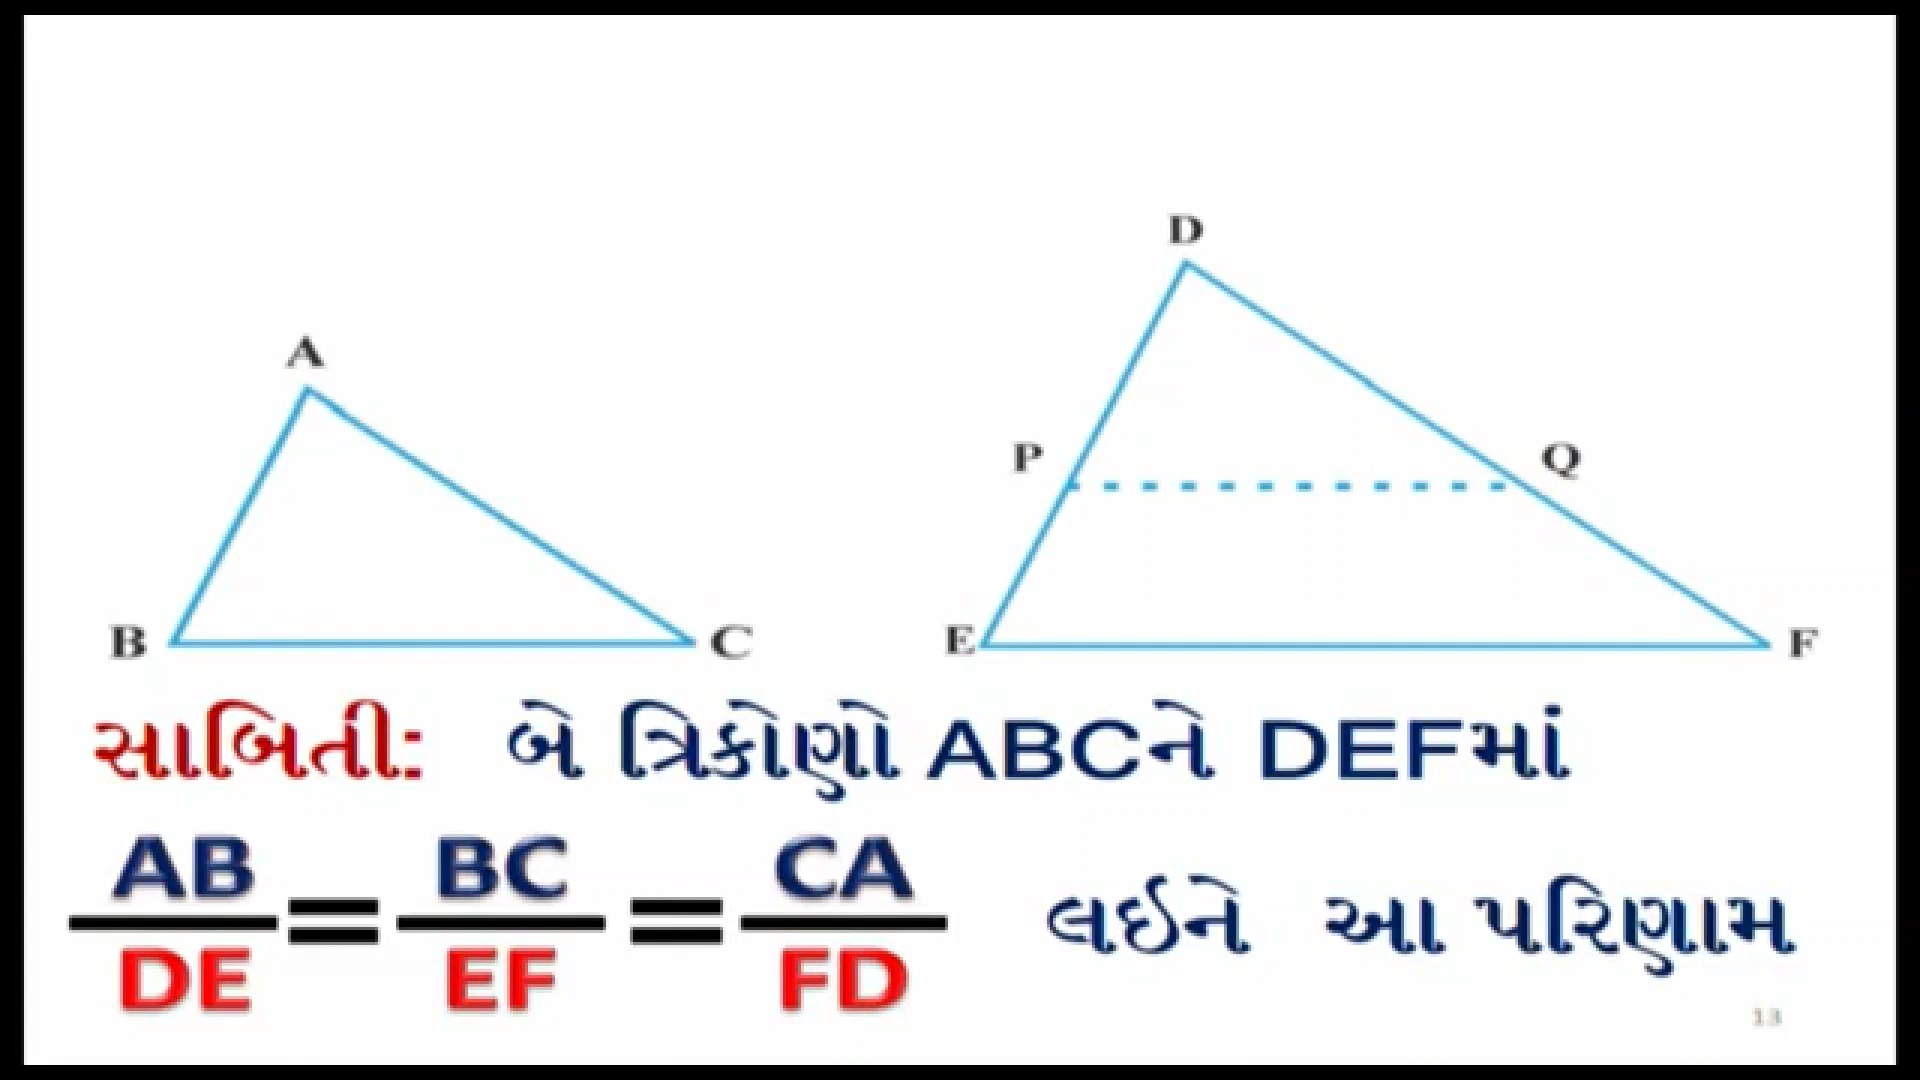 D
A
P Q
B C E F
સાબિતી: બે ત્રિકોણો ABCને DEFમાં
AB/DE = BC/EF = CA/FD લઈને આ પરિણામ
13